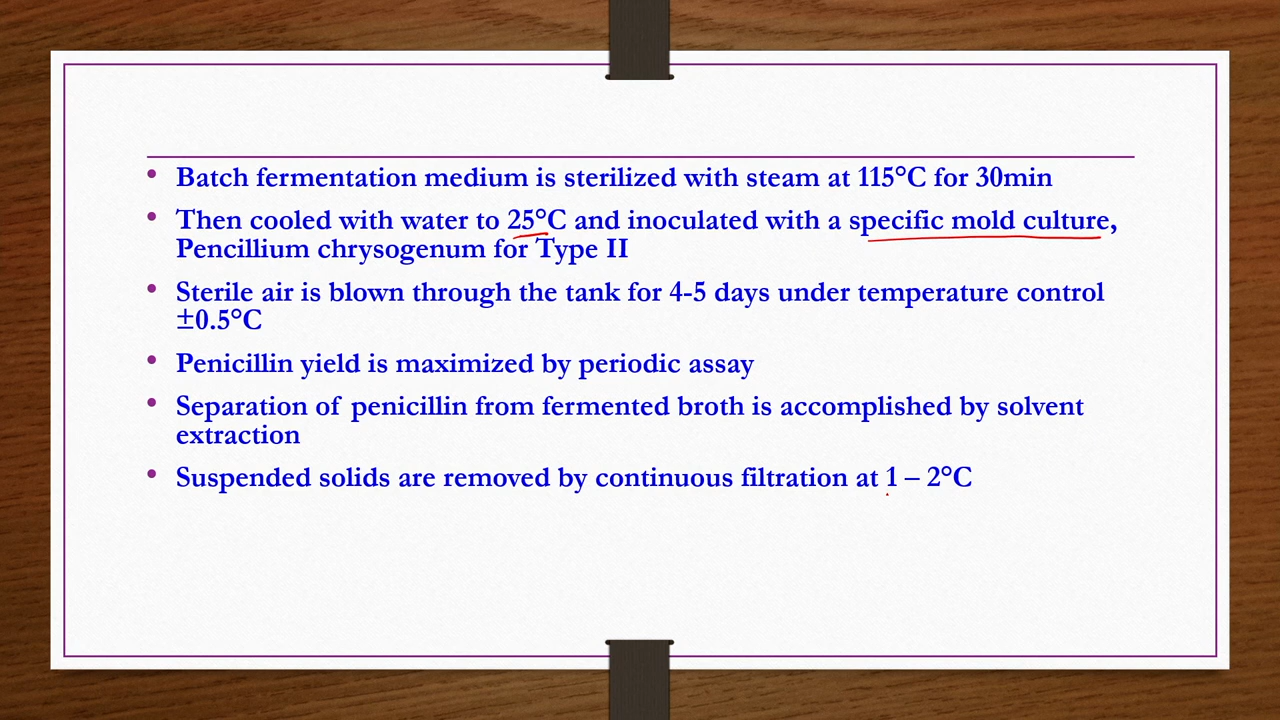 • Batch fermentation medium is sterilized with steam at 115°C for 30min
• Then cooled with water to 25°C and inoculated with a specific mold culture,
Pencillium chrysogenum for Type II
• Sterile air is blown through the tank for 4-5 days under temperature control
±0.5°C
• Penicillin yield is maximized by periodic assay
• Separation of penicillin from fermented broth is accomplished by solvent
extraction
• Suspended solids are removed by continuous filtration at 1 – 2°C